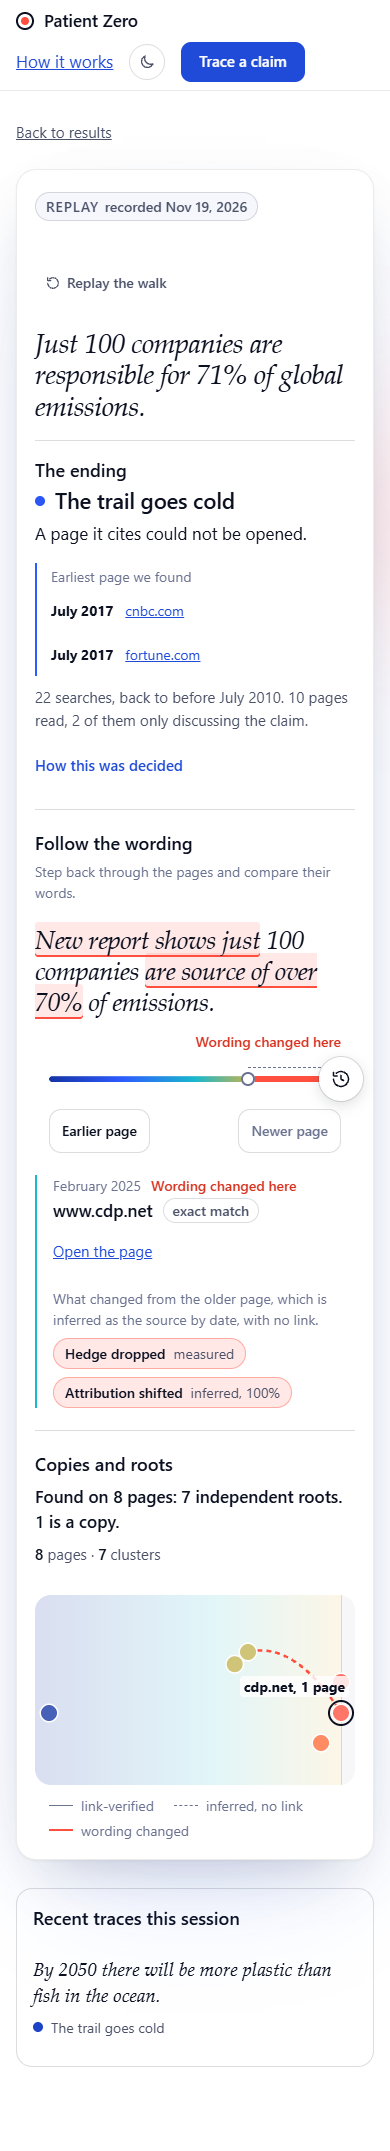 Patient Zero
How it works
Trace a claim
Back to results
REPLAY recorded Nov 19, 2026
Replay the walk
Just 100 companies are
responsible for 71% of global
emissions.
The ending
The trail goes cold
A page it cites could not be opened.
Earliest page we found
July 2017 cnbc.com
July 2017 fortune.com
22 searches, back to before July 2010. 10 pages
read, 2 of them only discussing the claim.
How this was decided
Follow the wording
Step back through the pages and compare their
words.
New report shows just 100
companies are source of over
70% of emissions.
Wording changed here
Earlier page
Newer page
February 2025 Wording changed here
www.cdp.net exact match
Open the page
What changed from the older page, which is
inferred as the source by date, with no link.
Hedge dropped measured
Attribution shifted inferred, 100%
Copies and roots
Found on 8 pages: 7 independent roots.
1 is a copy.
8 pages · 7 clusters
cdp.net, 1 page
link-verified inferred, no link
wording changed
Recent traces this session
By 2050 there will be more plastic than
fish in the ocean.
The trail goes cold